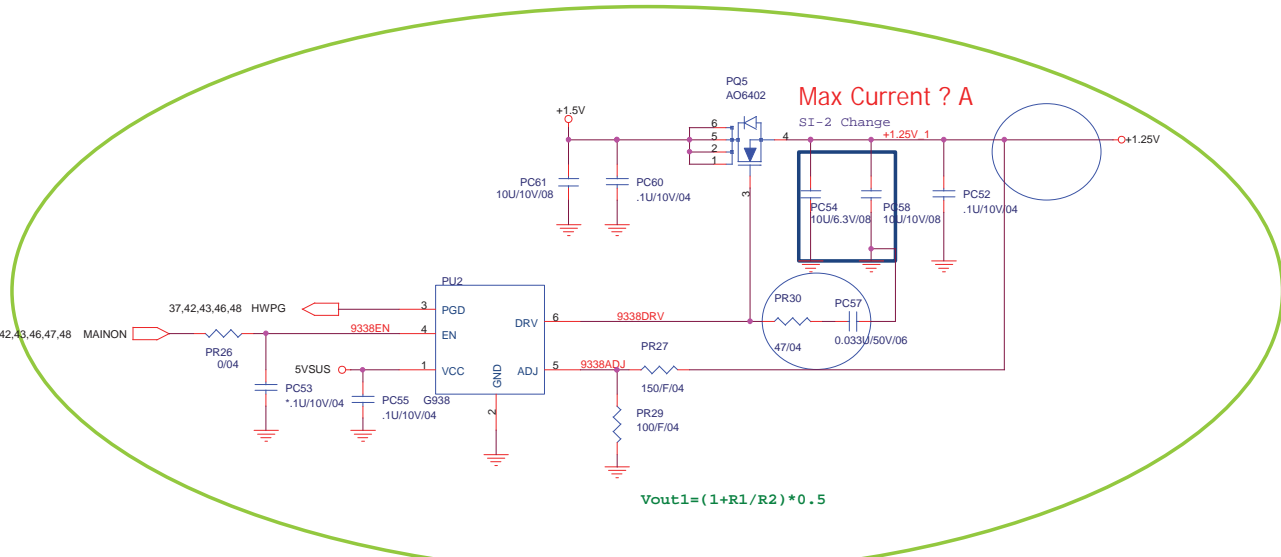 PQ5
AO6402
Max Current ? A
SI-2 Change
+1.5V
6
5
2
1
4
3
+1.25V_1
+1.25V
PC61
10U/10V/08
PC60
.1U/10V/04
PC54
10U/6.3V/08
PC58
10U/10V/08
PC52
.1U/10V/04
PU2
37,42,43,46,48 HWPG
3
PGD
42,43,46,47,48 MAINON
PR26
0/04
9338EN
4
EN
DRV
6
9338DRV
PR30
47/04
PC57
0.033U/50V/06
5VSUS
1
VCC
GND
2
ADJ
5
9338ADJ
PR27
150/F/04
PC53
*.1U/10V/04
PC55
.1U/10V/04
G938
PR29
100/F/04
Vout1=(1+R1/R2)*0.5